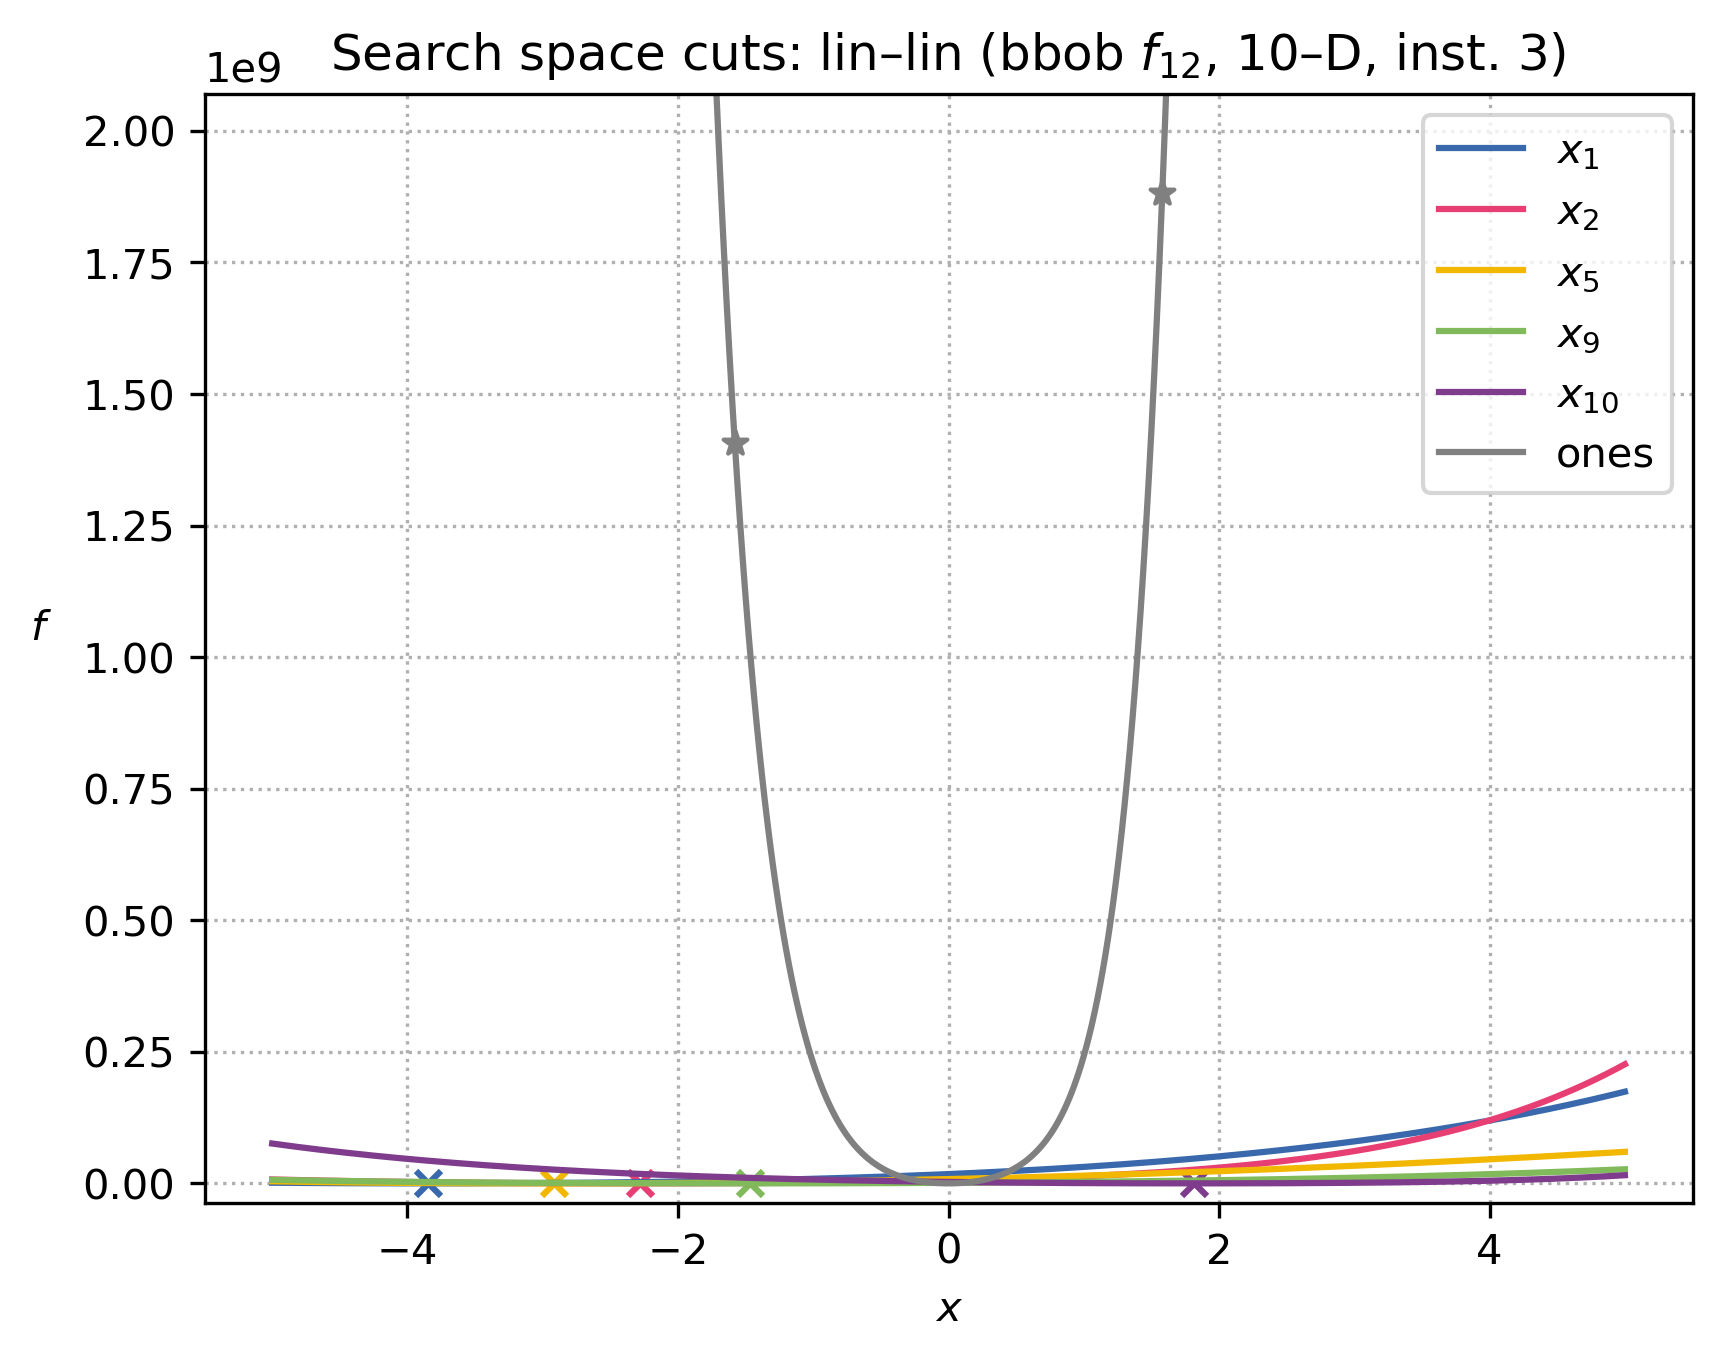 Search space cuts: lin–lin (bbob f₁₂, 10–D, inst. 3)
1e9
2.00
1.75
1.50
1.25
1.00
0.75
0.50
0.25
0.00
f
−4 −2 0 2 4
x
x₁
x₂
x₅
x₉
x₁₀
ones